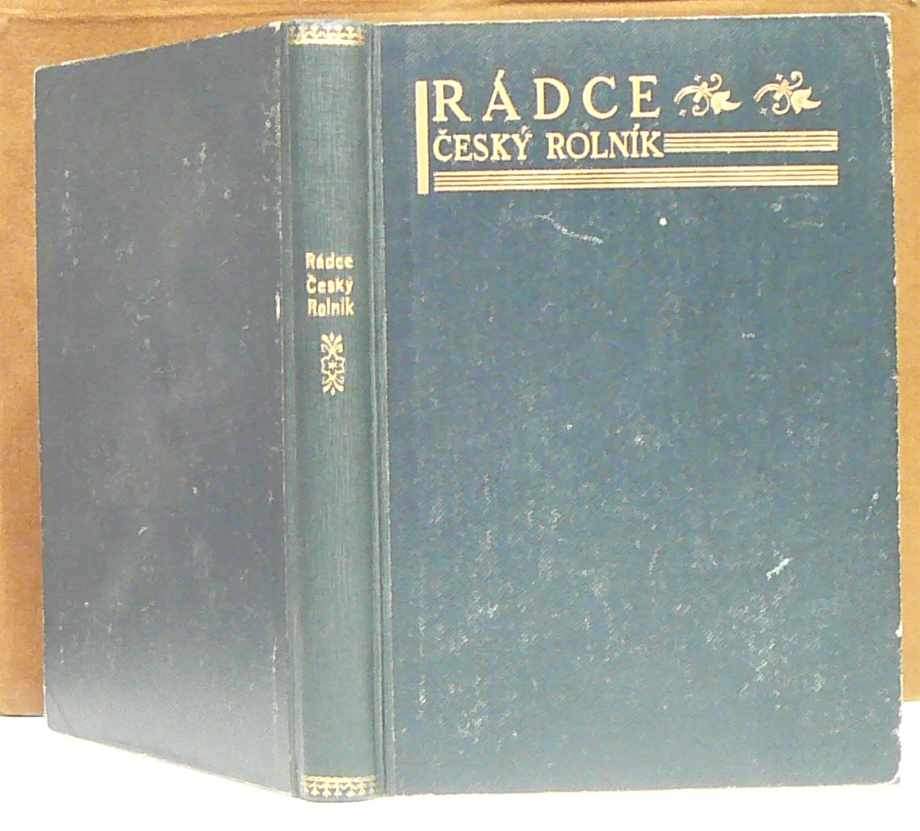 RÁDCE
ČESKÝ ROLNÍK
Rádce
Český
Rolník